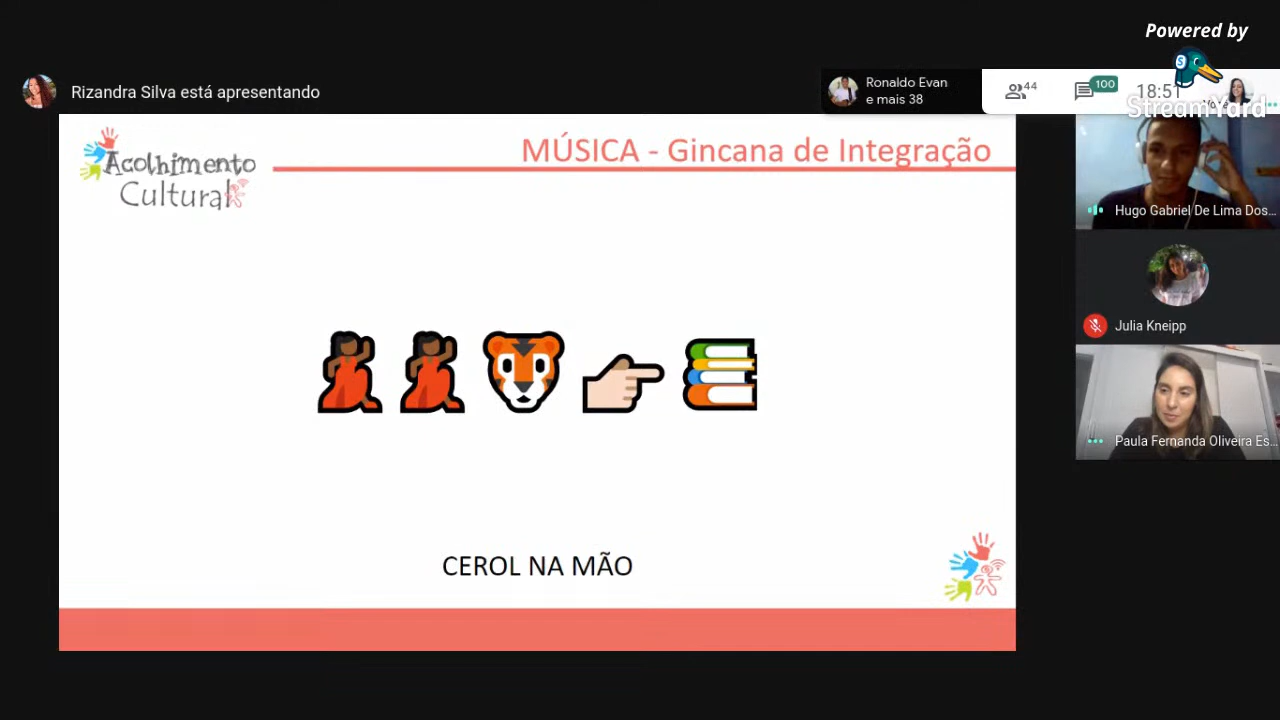 Powered by
StreamYard
Rizandra Silva está apresentando
Ronaldo Evan
e mais 38
44
100
18:51
Acolhimento
Cultural
MÚSICA - Gincana de Integração
CEROL NA MÃO
Hugo Gabriel De Lima Dos...
Julia Kneipp
Paula Fernanda Oliveira Es...